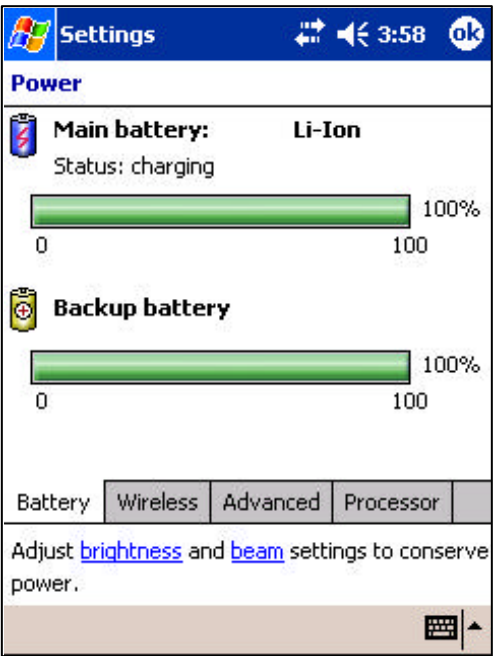 Settings 3:58 ok
Power
Main battery: Li-Ion
Status: charging
100%
0 100
Backup battery
100%
0 100
Battery Wireless Advanced Processor
Adjust brightness and beam settings to conserve
power.